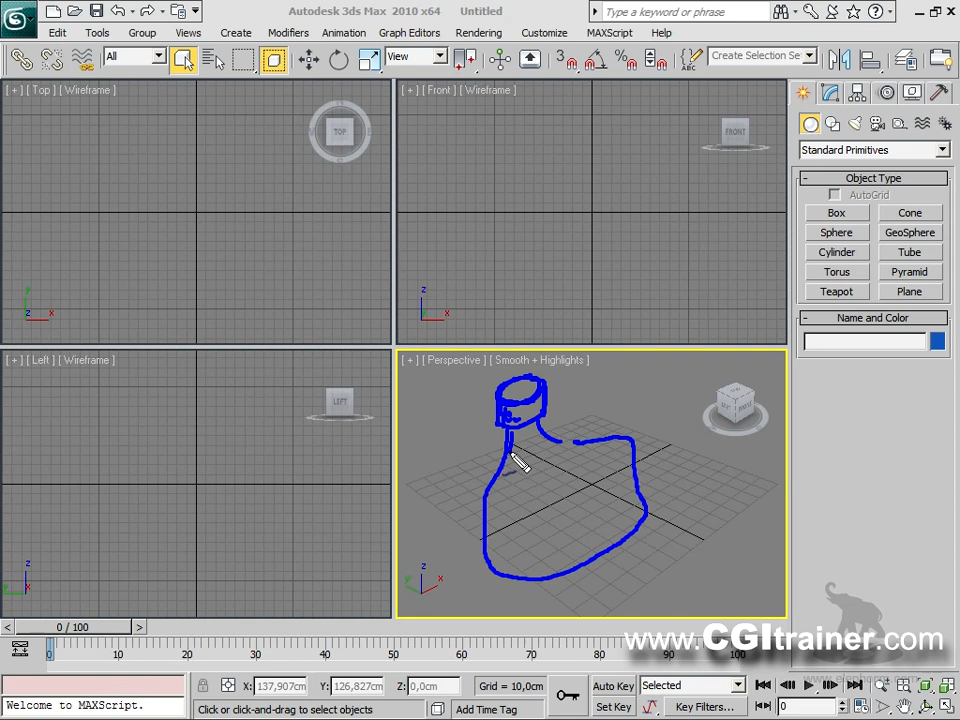 Autodesk 3ds Max 2010 x64 Untitled
Type a keyword or phrase
Edit Tools Group Views Create Modifiers Animation Graph Editors Rendering Customize MAXScript Help
All View 3 % ABC Create Selection Se
[ + ] [ Top ] [ Wireframe ]
TOP
[ + ] [ Front ] [ Wireframe ]
FRONT
Standard Primitives
- Object Type
AutoGrid
Box Cone
Sphere GeoSphere
Cylinder Tube
Torus Pyramid
Teapot Plane
- Name and Color
y
z x
z
x
[ + ] [ Left ] [ Wireframe ]
LEFT
[ + ] [ Perspective ] [ Smooth + Highlights ]
z
y
z
y x
< 0 / 100 >
0 10 20 30 40 50 60 70 80 90 100
www.CGItrainer.com
X: 137,907cm Y: 126,827cm Z: 0,0cm Grid = 10,0cm Auto Key Selected
Welcome to MAXScript. Click or click-and-drag to select objects Add Time Tag Set Key Key Filters... 0